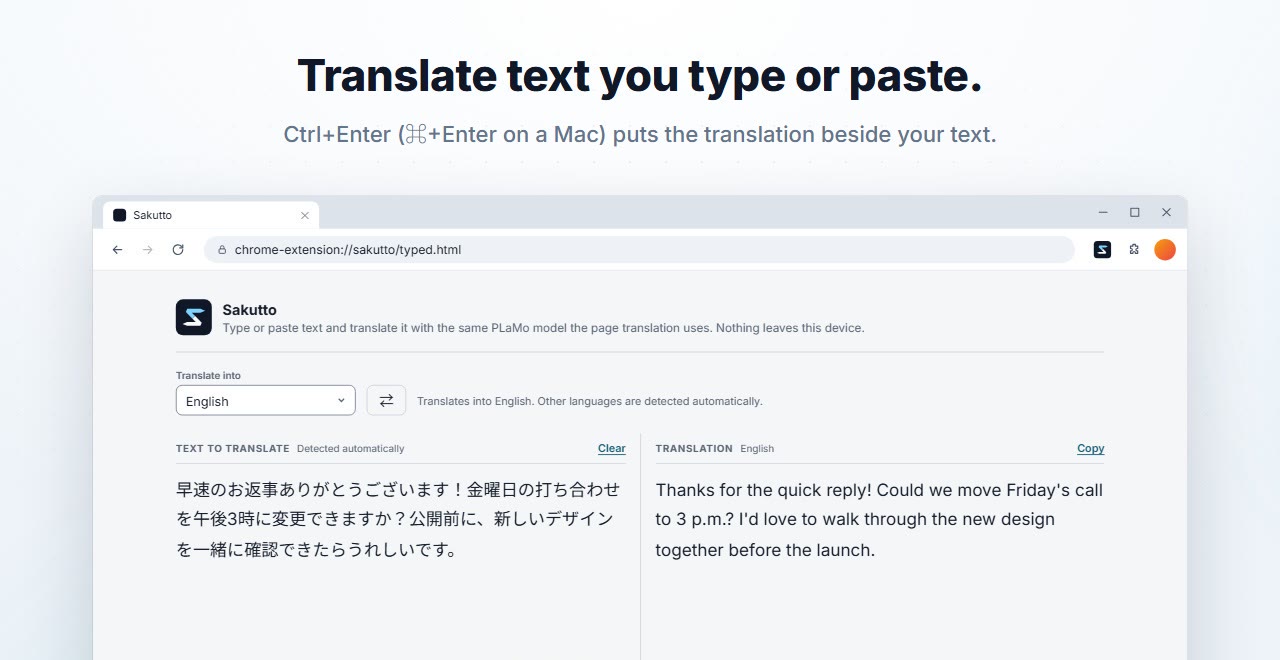 Translate text you type or paste.
Ctrl+Enter (⌘+Enter on a Mac) puts the translation beside your text.
Sakutto
chrome-extension://sakutto/typed.html
Sakutto
Type or paste text and translate it with the same PLaMo model the page translation uses. Nothing leaves this device.
Translate into
English
Translates into English. Other languages are detected automatically.
TEXT TO TRANSLATE Detected automatically
Clear
早速のお返事ありがとうございます！金曜日の打ち合わせ
を午後3時に変更できますか？公開前に、新しいデザイン
を一緒に確認できたらうれしいです。
TRANSLATION English
Copy
Thanks for the quick reply! Could we move Friday's call
to 3 p.m.? I'd love to walk through the new design
together before the launch.